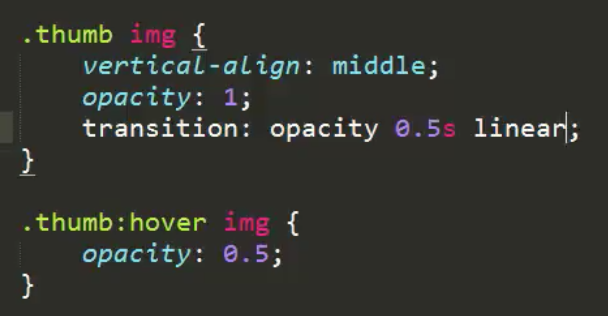 .thumb img {
    vertical-align: middle;
    opacity: 1;
    transition: opacity 0.5s linear;
}

.thumb:hover img {
    opacity: 0.5;
}